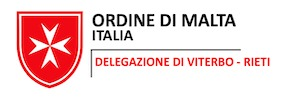 ORDINE DI MALTA
ITALIA
DELEGAZIONE DI VITERBO - RIETI